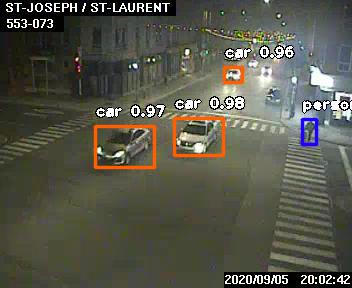 ST-JOSEPH / ST-LAURENT
553-073
car 0.96
car 0.97 car 0.98
perso
2020/09/05 20:02:42